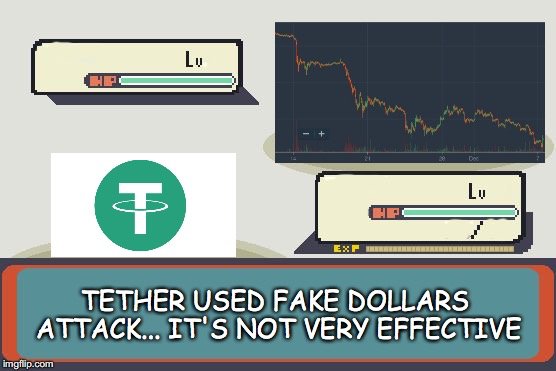 Lv
HP
14
21
28
Dec
7
Lv
HP
EXP
TETHER USED FAKE DOLLARS
ATTACK... IT'S NOT VERY EFFECTIVE
imgflip.com